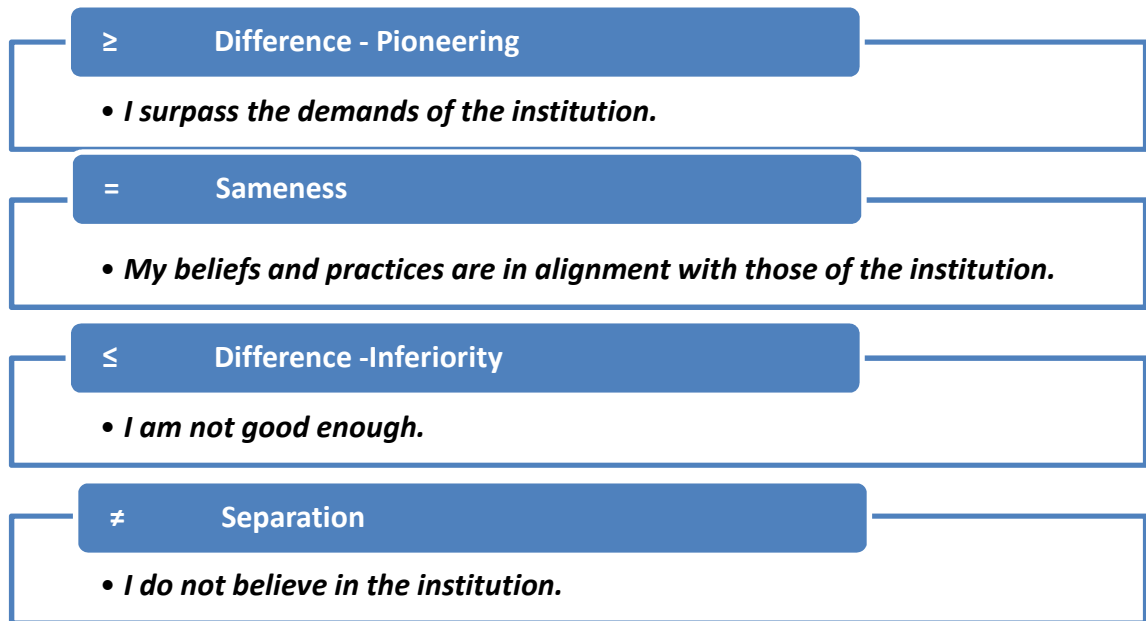 ≥ Difference - Pioneering
• I surpass the demands of the institution.
= Sameness
• My beliefs and practices are in alignment with those of the institution.
≤ Difference -Inferiority
• I am not good enough.
≠ Separation
• I do not believe in the institution.